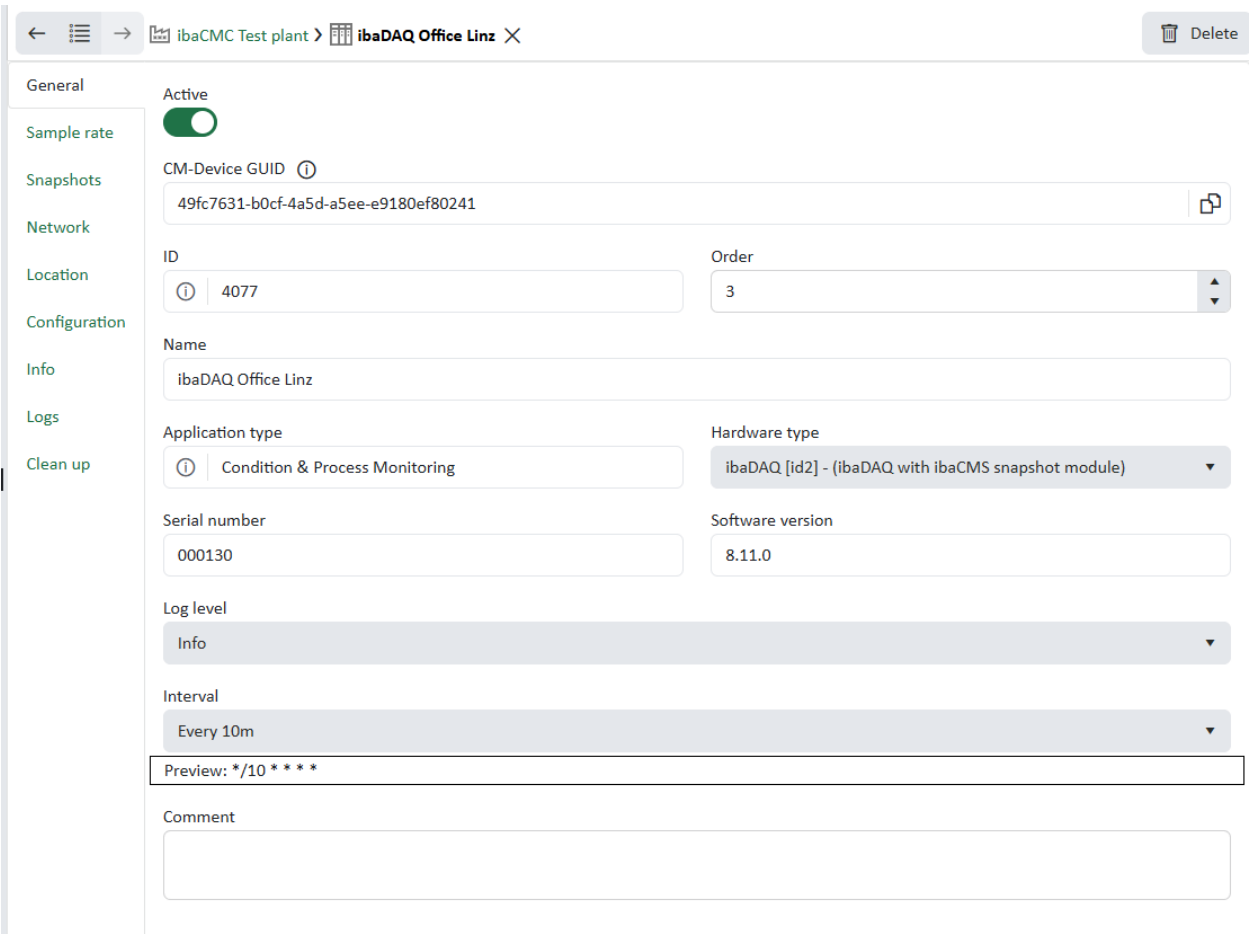 ibaCMC Test plant > ibaDAQ Office Linz
Delete
General
Sample rate
Snapshots
Network
Location
Configuration
Info
Logs
Clean up
Active
CM-Device GUID
49fc7631-b0cf-4a5d-a5ee-e9180ef80241
ID
Order
4077
3
Name
ibaDAQ Office Linz
Application type
Hardware type
Condition & Process Monitoring
ibaDAQ [id2] - (ibaDAQ with ibaCMS snapshot module)
Serial number
Software version
000130
8.11.0
Log level
Info
Interval
Every 10m
Preview: */10 * * * *
Comment